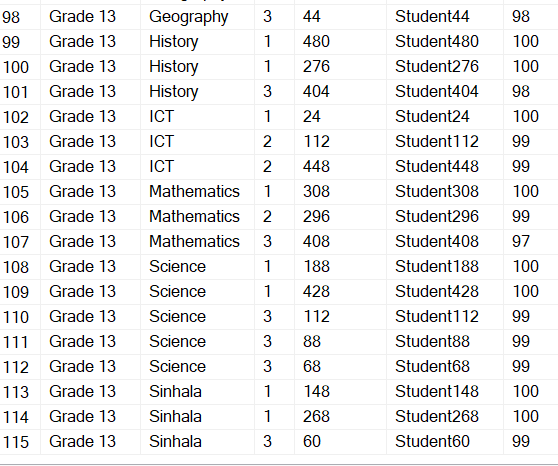 98 Grade 13 Geography 3 44 Student44 98
99 Grade 13 History 1 480 Student480 100
100 Grade 13 History 1 276 Student276 100
101 Grade 13 History 3 404 Student404 98
102 Grade 13 ICT 1 24 Student24 100
103 Grade 13 ICT 2 112 Student112 99
104 Grade 13 ICT 2 448 Student448 99
105 Grade 13 Mathematics 1 308 Student308 100
106 Grade 13 Mathematics 2 296 Student296 99
107 Grade 13 Mathematics 3 408 Student408 97
108 Grade 13 Science 1 188 Student188 100
109 Grade 13 Science 1 428 Student428 100
110 Grade 13 Science 3 112 Student112 99
111 Grade 13 Science 3 88 Student88 99
112 Grade 13 Science 3 68 Student68 99
113 Grade 13 Sinhala 1 148 Student148 100
114 Grade 13 Sinhala 1 268 Student268 100
115 Grade 13 Sinhala 3 60 Student60 99